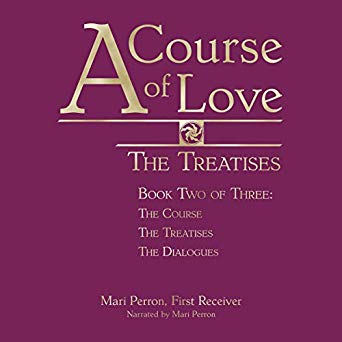 A Course
of Love
The Treatises
Book Two of Three:
The Course
The Treatises
The Dialogues
Mari Perron, First Receiver
Narrated by Mari Perron